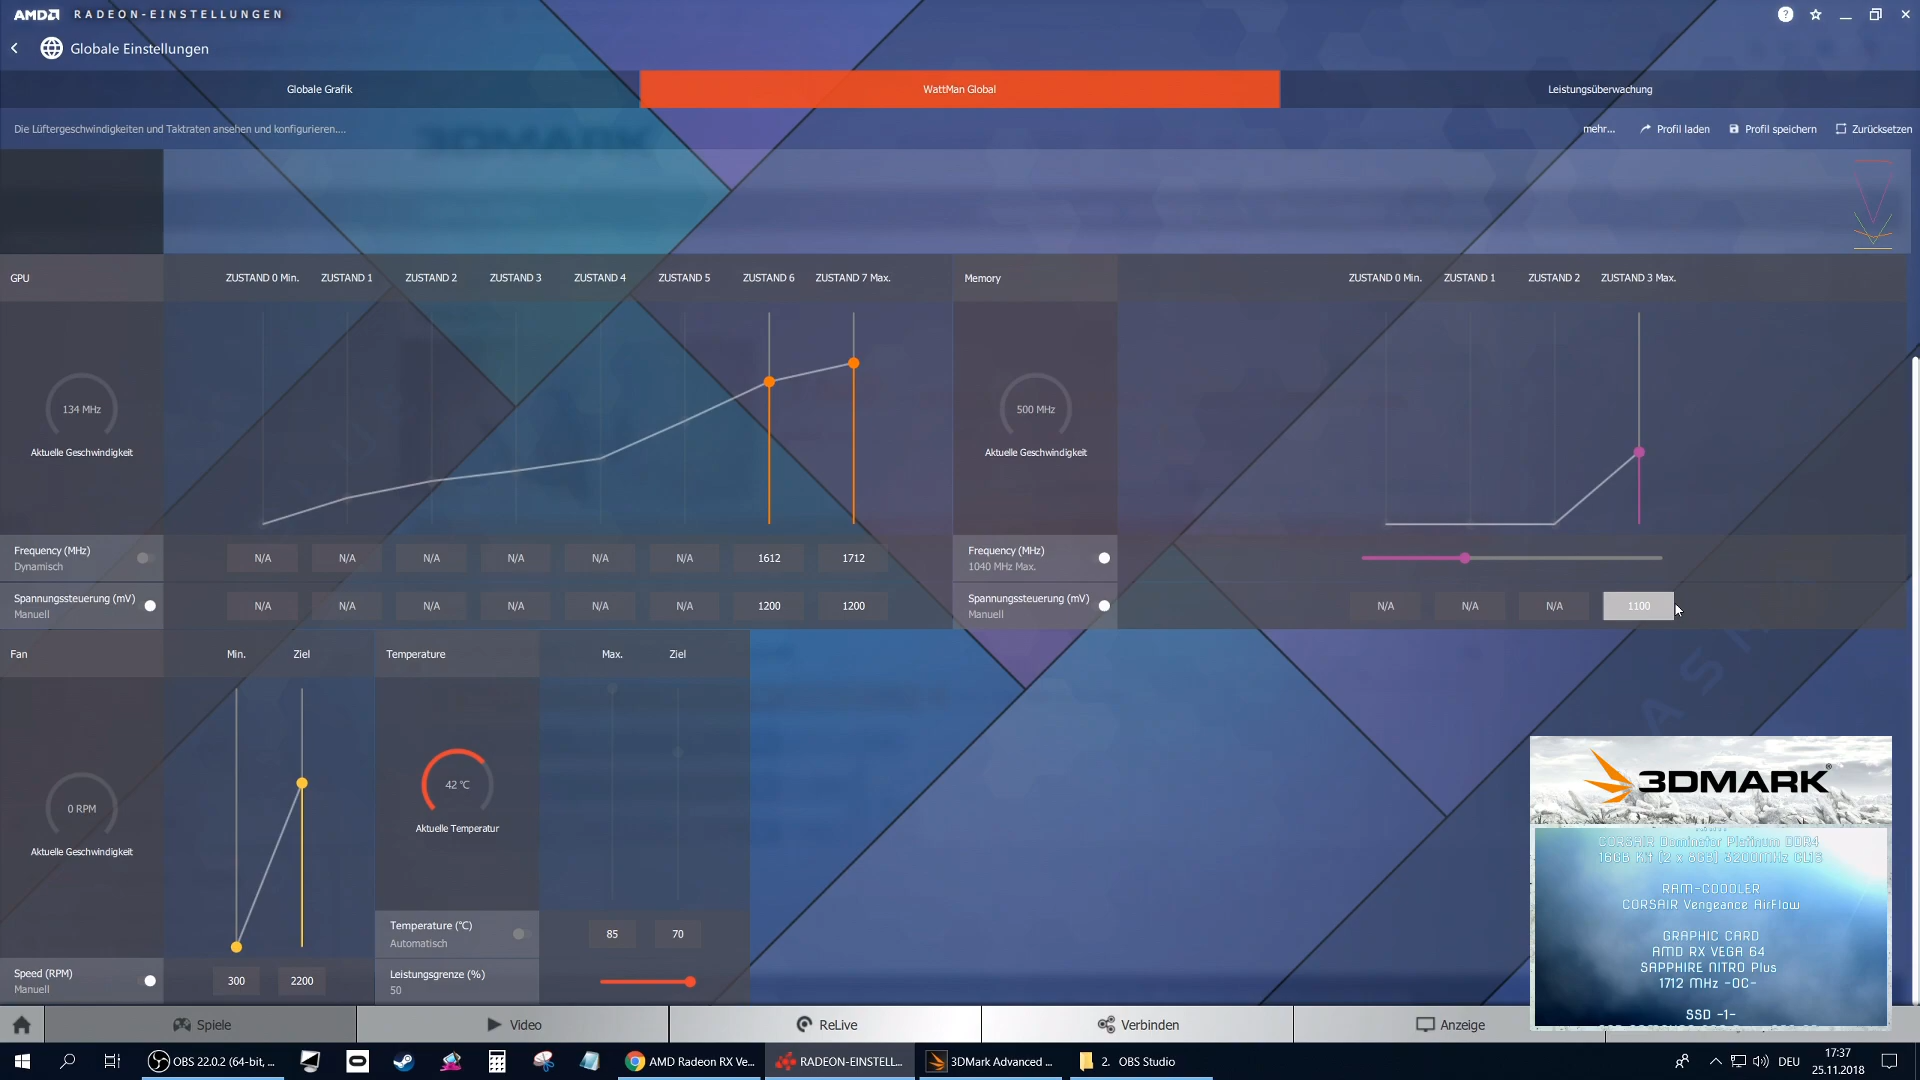 AMD RADEON-EINSTELLUNGEN
Globale Einstellungen
Globale Grafik
WattMan Global
Leistungsüberwachung
Die Lüftergeschwindigkeiten und Taktraten ansehen und konfigurieren....
mehr...
Profil laden
Profil speichern
Zurücksetzen
3DMARK
GPU
ZUSTAND 0 Min.
ZUSTAND 1
ZUSTAND 2
ZUSTAND 3
ZUSTAND 4
ZUSTAND 5
ZUSTAND 6
ZUSTAND 7 Max.
Memory
ZUSTAND 0 Min.
ZUSTAND 1
ZUSTAND 2
ZUSTAND 3 Max.
134 MHz
Aktuelle Geschwindigkeit
500 MHz
Aktuelle Geschwindigkeit
Frequency (MHz)
Dynamisch
N/A
N/A
N/A
N/A
N/A
N/A
1612
1712
Frequency (MHz)
1040 MHz Max.
Spannungssteuerung (mV)
Manuell
N/A
N/A
N/A
N/A
N/A
N/A
1200
1200
Spannungssteuerung (mV)
Manuell
N/A
N/A
N/A
1100
Fan
Min.
Ziel
Temperature
Max.
Ziel
0 RPM
Aktuelle Geschwindigkeit
42 °C
Aktuelle Temperatur
Temperature (°C)
Automatisch
85
70
Speed (RPM)
Manuell
300
2200
Leistungsgrenze (%)
50
3DMARK®
CORSAIR Dominator Platinum DDR4
16GB Kit (2 x 8GB) 3200MHz CL16
RAM-COOOLER
CORSAIR Vengeance AirFlow
GRAPHIC CARD
AMD RX VEGA 64
SAPPHIRE NITRO Plus
1712 MHz -OC-
SSD -1-
Spiele
Video
ReLive
Verbinden
Anzeige
OBS 22.0.2 (64-bit, ...
AMD Radeon RX Ve...
RADEON-EINSTELL...
3DMark Advanced ...
2. OBS Studio
DEU
17:37
25.11.2018